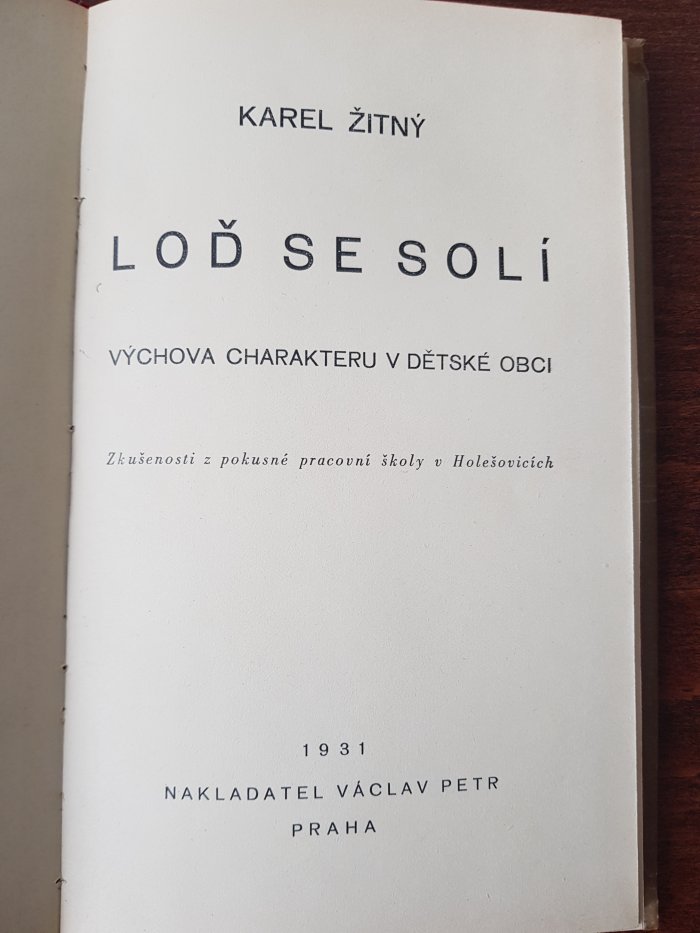 KAREL ŽITNÝ
LOĎ SE SOLÍ
VÝCHOVA CHARAKTERU V DĚTSKÉ OBCI
Zkušenosti z pokusné pracovní školy v Holešovicích
1931
NAKLADATEL VÁCLAV PETR
PRAHA